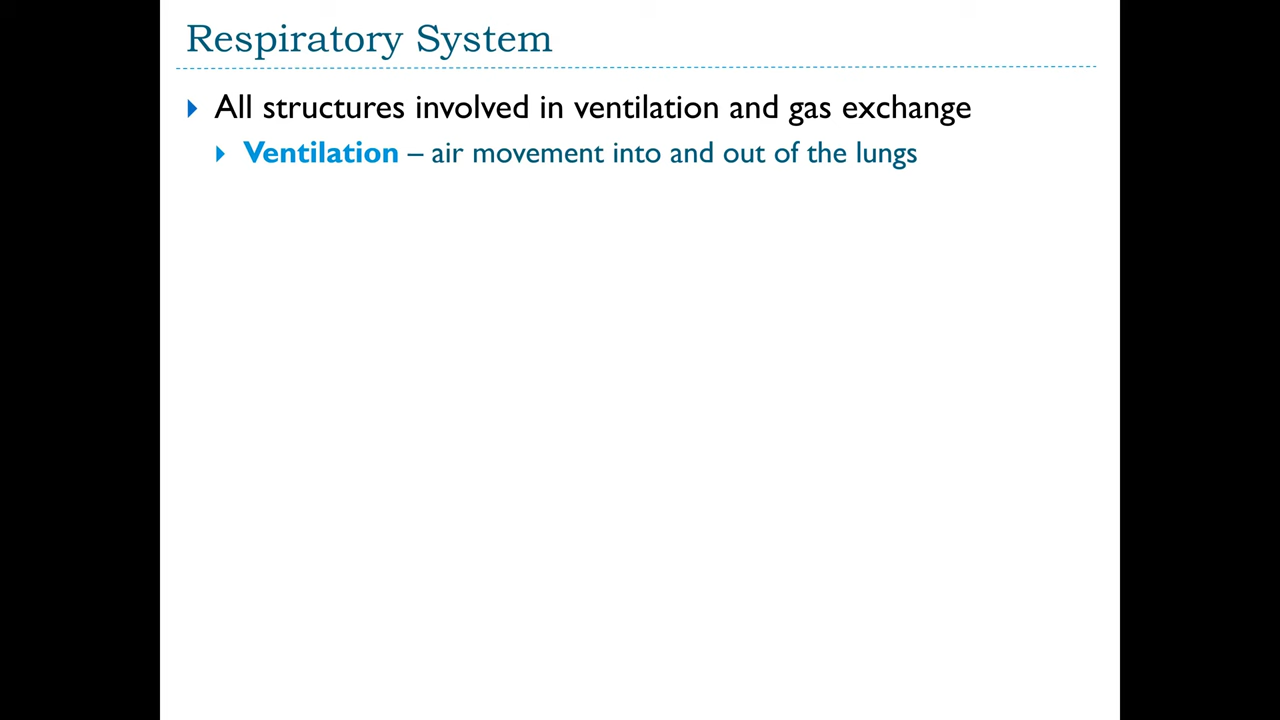 Respiratory System
All structures involved in ventilation and gas exchange
Ventilation – air movement into and out of the lungs